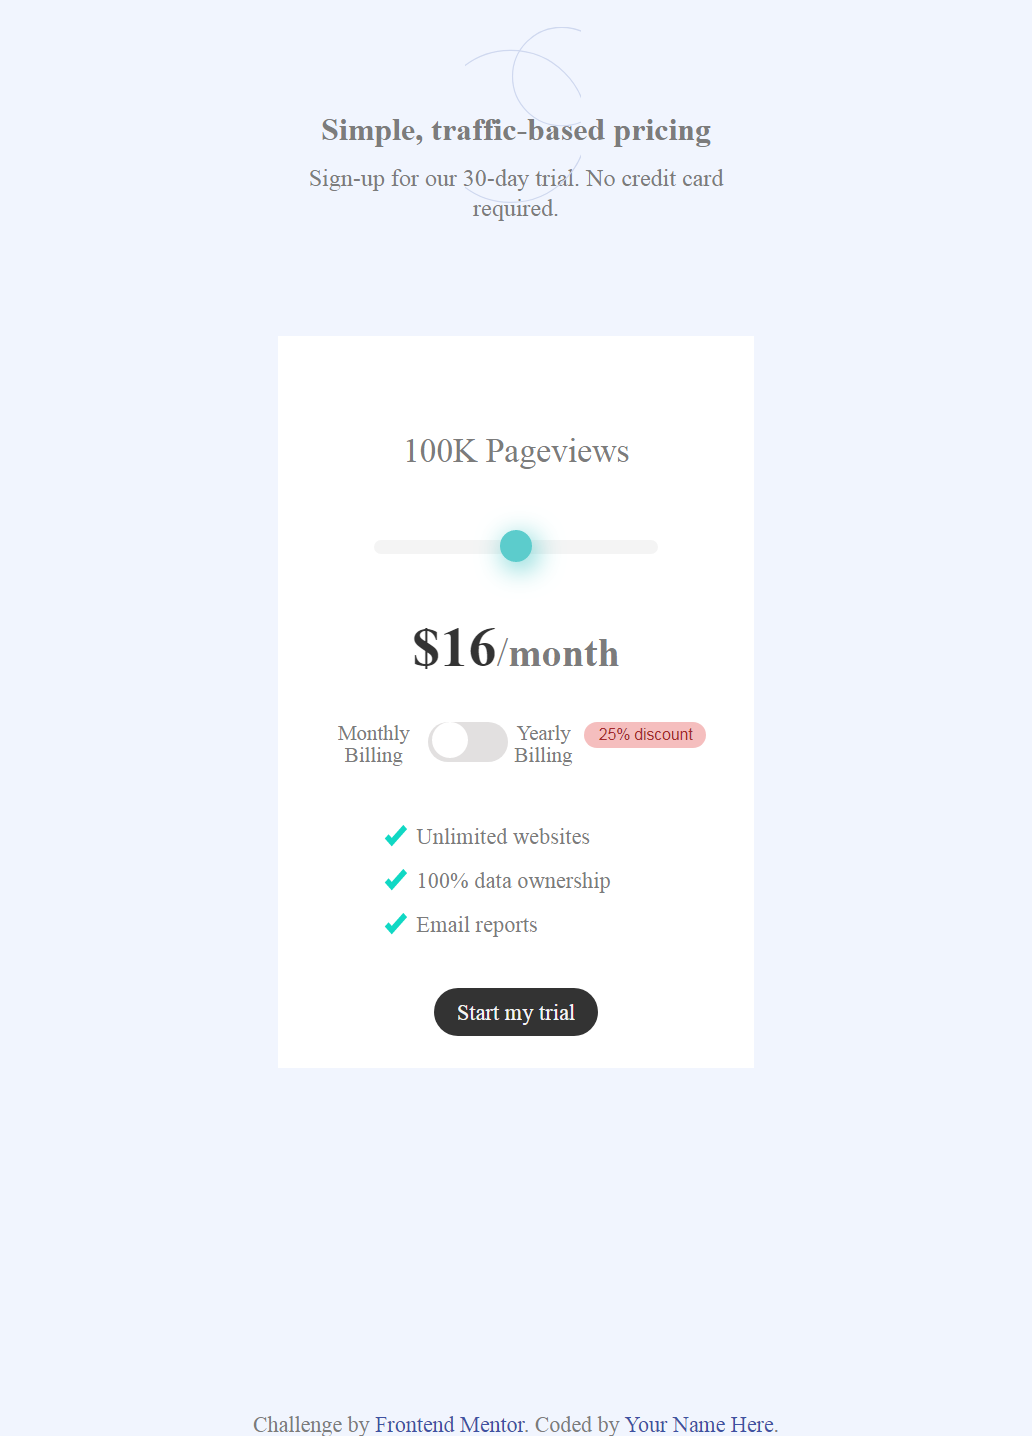 Simple, traffic-based pricing
Sign-up for our 30-day trial. No credit card
required.
100K Pageviews
$16/month
Monthly
Billing
Yearly
Billing
25% discount
Unlimited websites
100% data ownership
Email reports
Start my trial
Challenge by Frontend Mentor. Coded by Your Name Here.